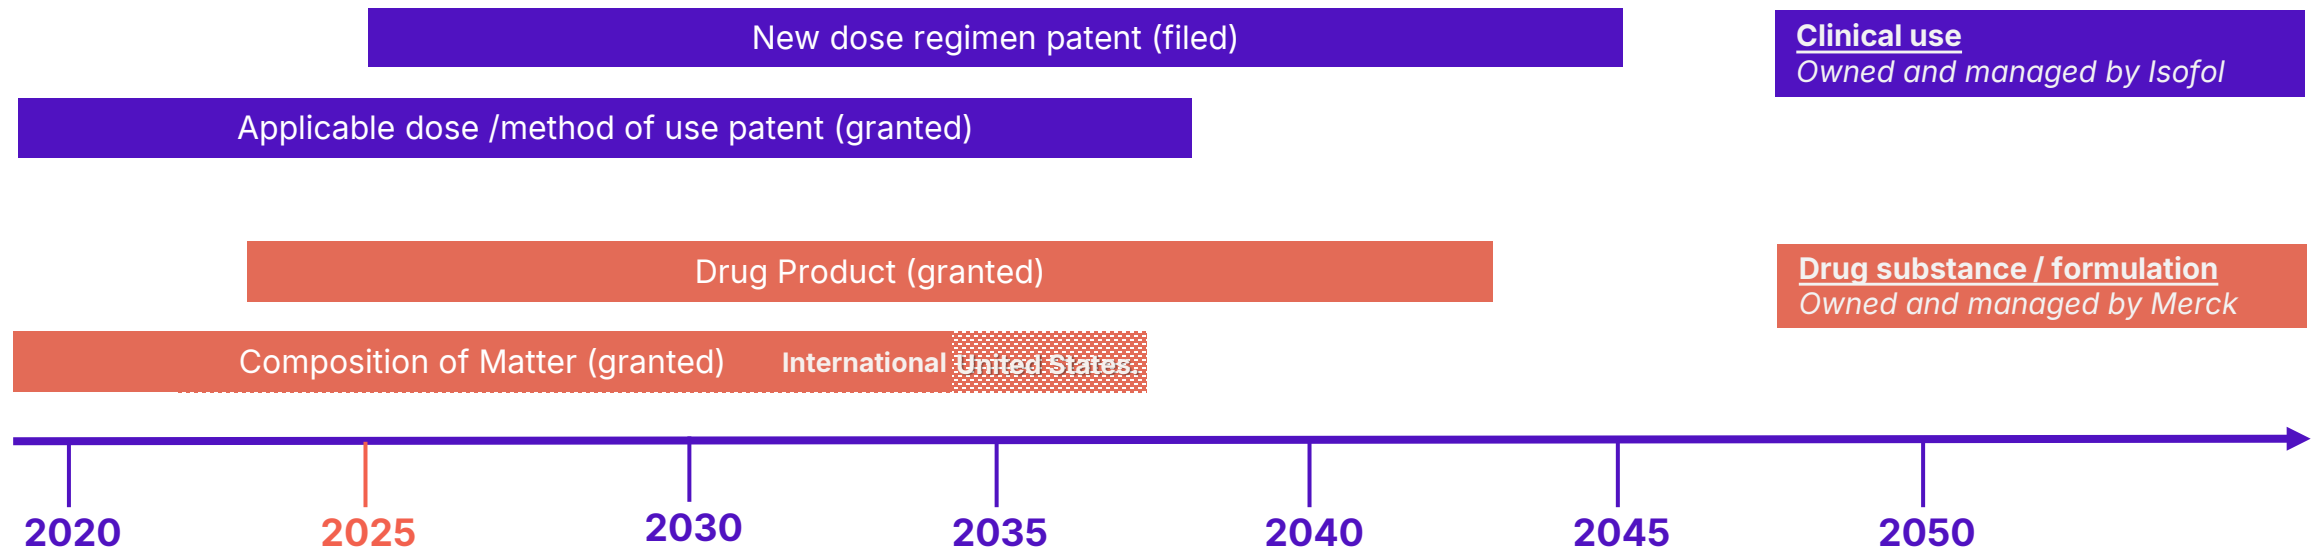 New dose regimen patent (filed)
Clinical use
Owned and managed by Isofol
Applicable dose /method of use patent (granted)
Drug Product (granted)
Drug substance / formulation
Owned and managed by Merck
Composition of Matter (granted)
International
United States.
2020
2025
2030
2035
2040
2045
2050